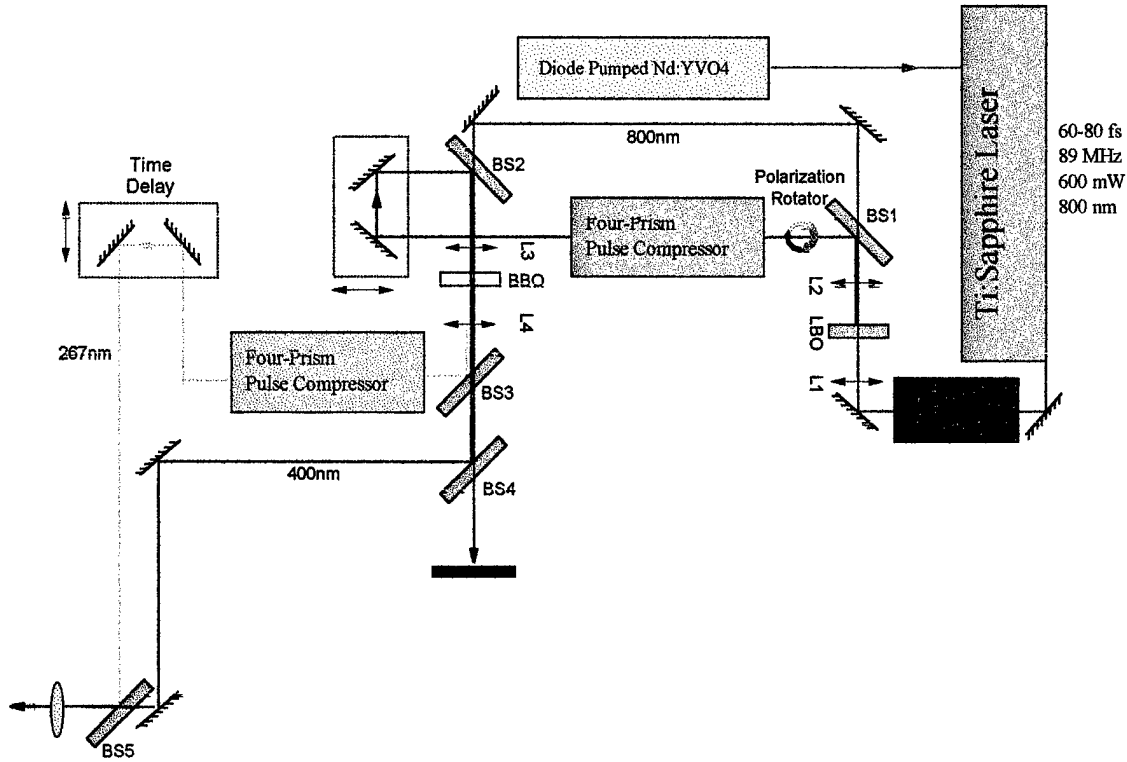 Diode Pumped Nd:YVO4
Ti:Sapphire Laser
60-80 fs
89 MHz
600 mW
800 nm
800nm
BS2
Time
Delay
Polarization
Rotator
BS1
Four-Prism
Pulse Compressor
L3
L2
BBO
LBO
L4
267nm
Four-Prism
Pulse Compressor
BS3
L1
400nm
BS4
BS5